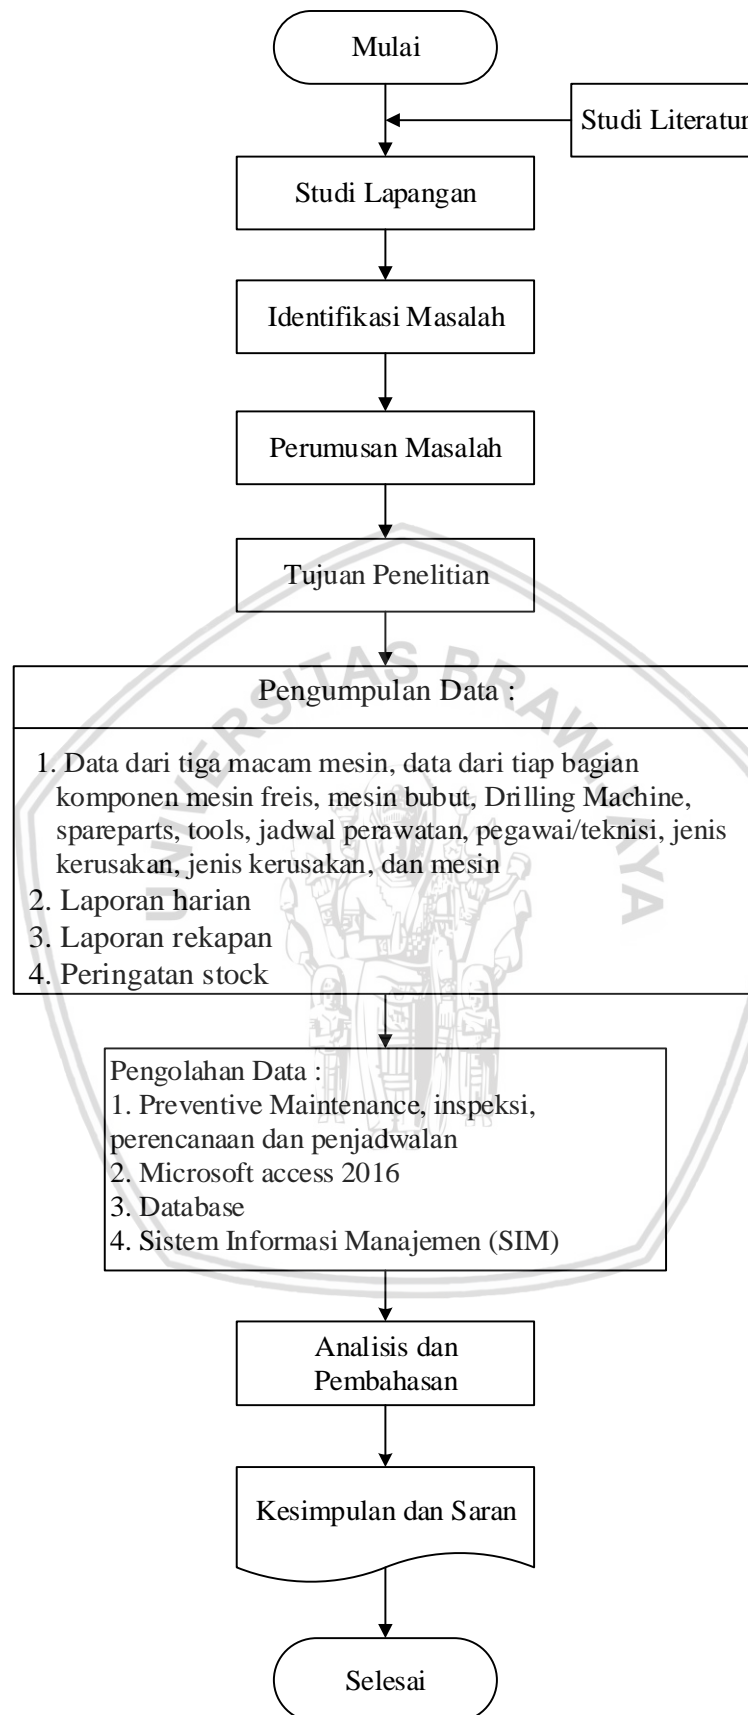 Mulai
Studi Literatur
Studi Lapangan
Identifikasi Masalah
Perumusan Masalah
Tujuan Penelitian
UNIVERSITAS BRAWIJAYA
Pengumpulan Data :
1. Data dari tiga macam mesin, data dari tiap bagian
komponen mesin freis, mesin bubut, Drilling Machine,
spareparts, tools, jadwal perawatan, pegawai/teknisi, jenis
kerusakan, jenis kerusakan, dan mesin
2. Laporan harian
3. Laporan rekapan
4. Peringatan stock
Pengolahan Data :
1. Preventive Maintenance, inspeksi,
perencanaan dan penjadwalan
2. Microsoft access 2016
3. Database
4. Sistem Informasi Manajemen (SIM)
Analisis dan
Pembahasan
Kesimpulan dan Saran
Selesai